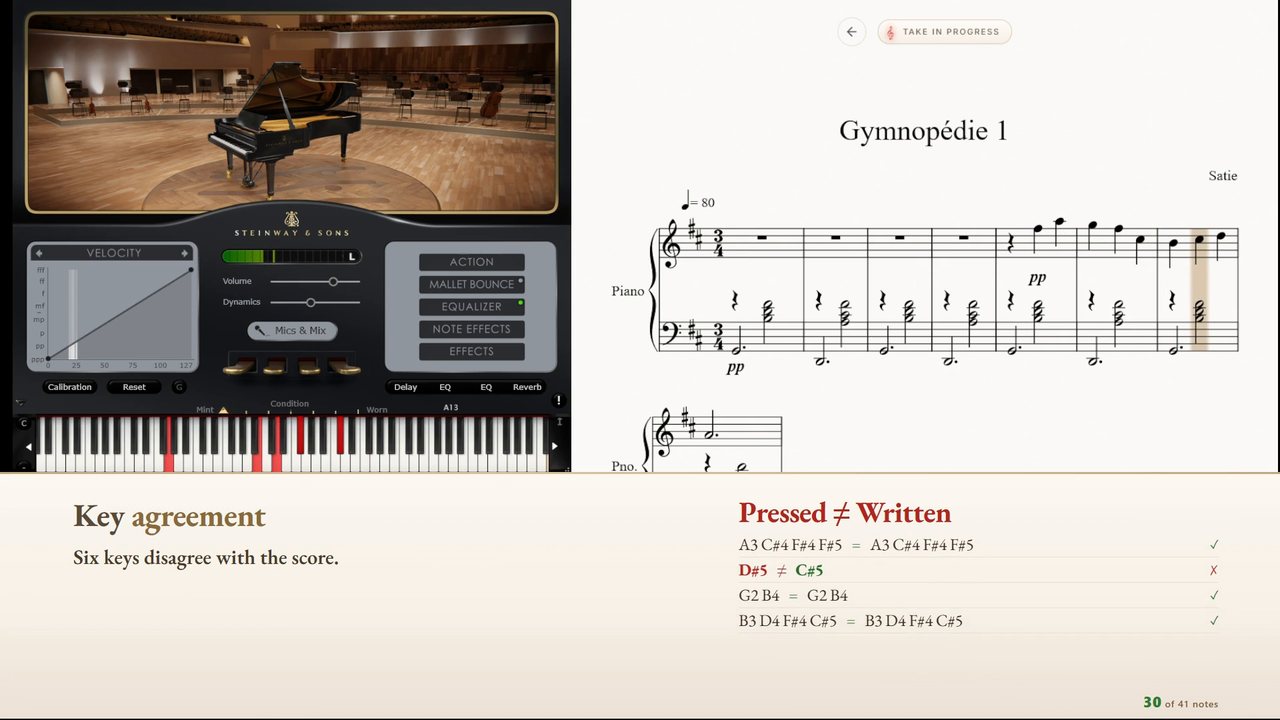 STEINWAY & SONS
VELOCITY
fff
ff
f
mf
mp
p
pp
ppp
0
25
50
75
100
127
L
Volume
Dynamics
Mics & Mix
ACTION
MALLET BOUNCE
EQUALIZER
NOTE EFFECTS
EFFECTS
Calibration
Reset
G
Delay
EQ
EQ
Reverb
!
Mint
Condition
Worn
A13
C
TAKE IN PROGRESS
Gymnopédie 1
Satie
= 80
Piano
3
4
3
4
pp
pp
Pno.
Key agreement
Six keys disagree with the score.
Pressed ≠ Written
A3 C#4 F#4 F#5 = A3 C#4 F#4 F#5 ✓
D#5 ≠ C#5 ✗
G2 B4 = G2 B4 ✓
B3 D4 F#4 C#5 = B3 D4 F#4 C#5 ✓
30 of 41 notes